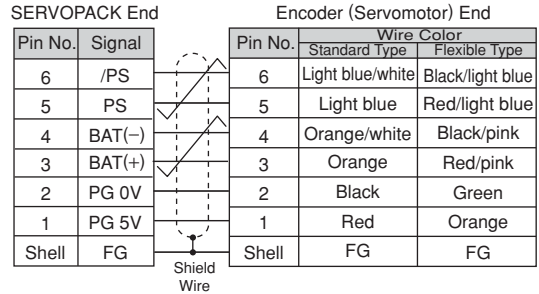 SERVOPACK End Encoder (Servomotor) End
Pin No. Signal Pin No. Wire Color
Standard Type Flexible Type
6 /PS 6 Light blue/white Black/light blue
5 PS 5 Light blue Red/light blue
4 BAT(−) 4 Orange/white Black/pink
3 BAT(+) 3 Orange Red/pink
2 PG 0V 2 Black Green
1 PG 5V 1 Red Orange
Shell FG Shell FG FG
Shield
Wire